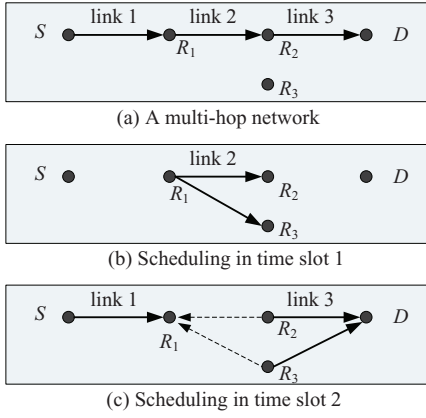 link 1 link 2 link 3
S R1 R2 D
R3
(a) A multi-hop network
link 2
S R1 R2 D
R3
(b) Scheduling in time slot 1
link 1 link 3
S R1 R2 D
R3
(c) Scheduling in time slot 2